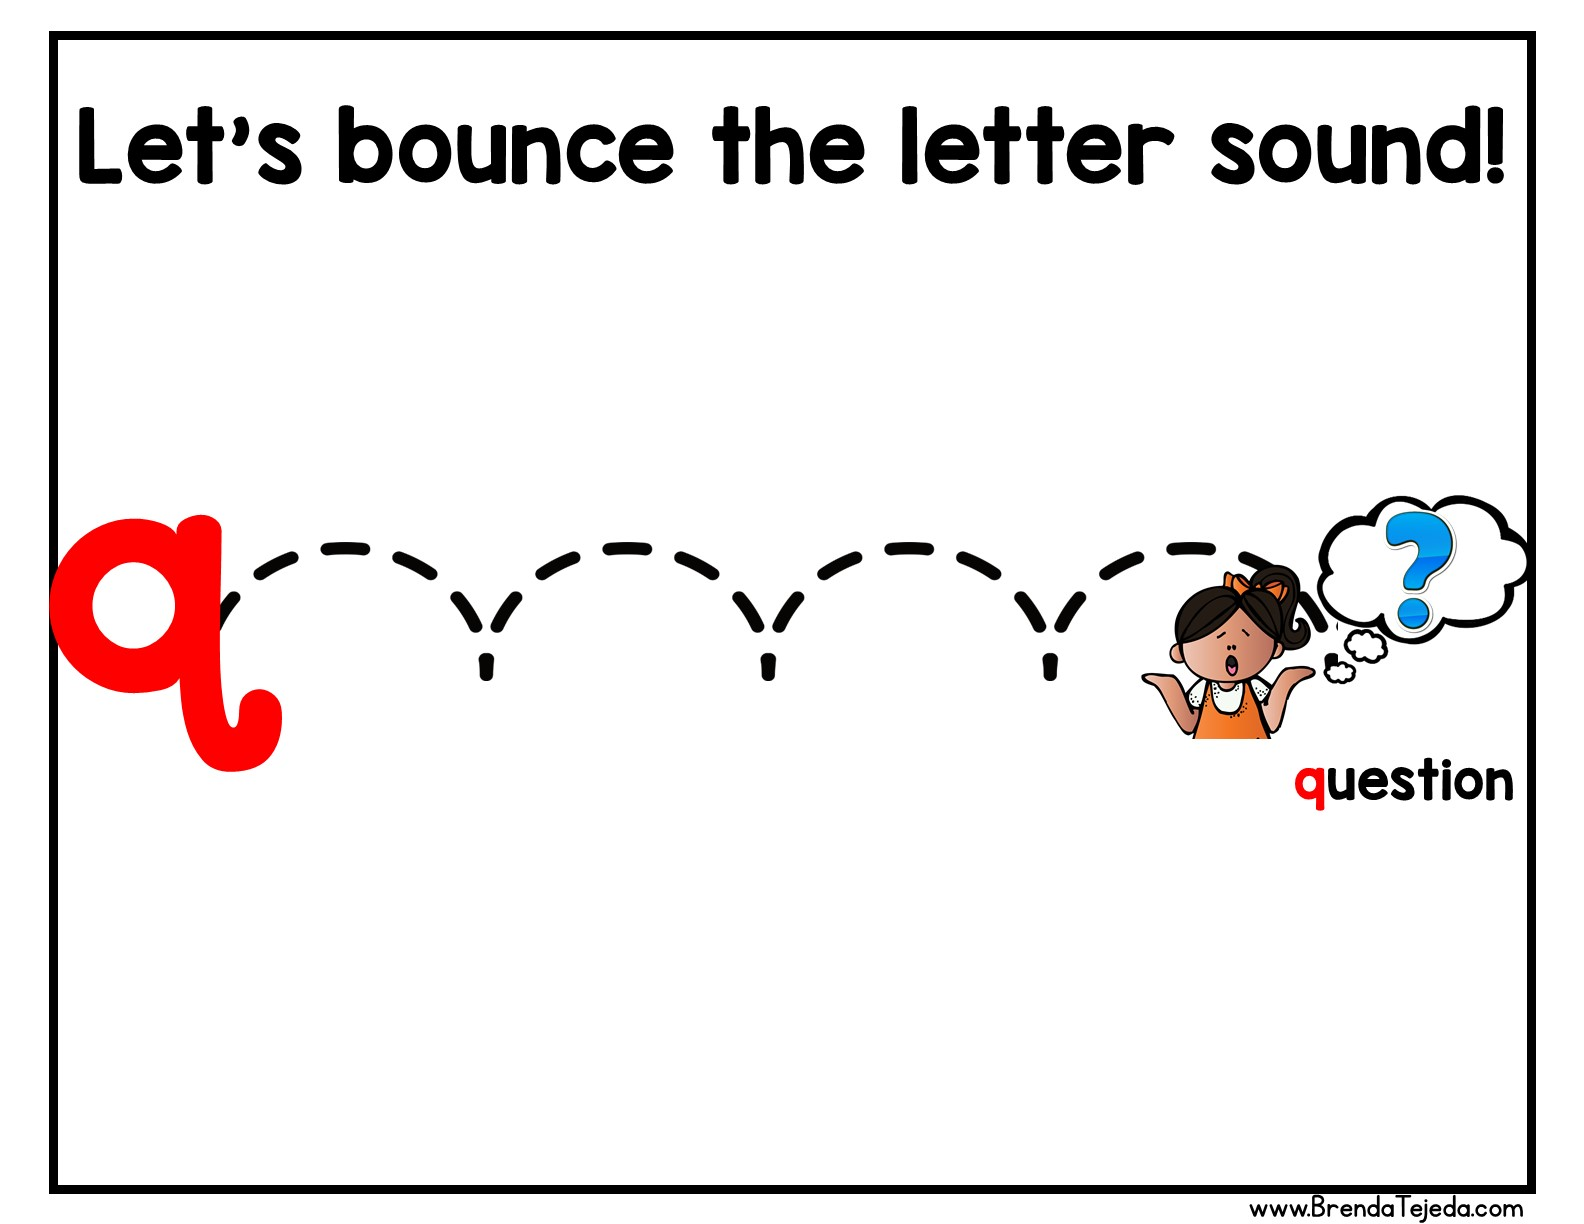 Let's bounce the letter sound!
q
?
question
www.BrendaTejeda.com